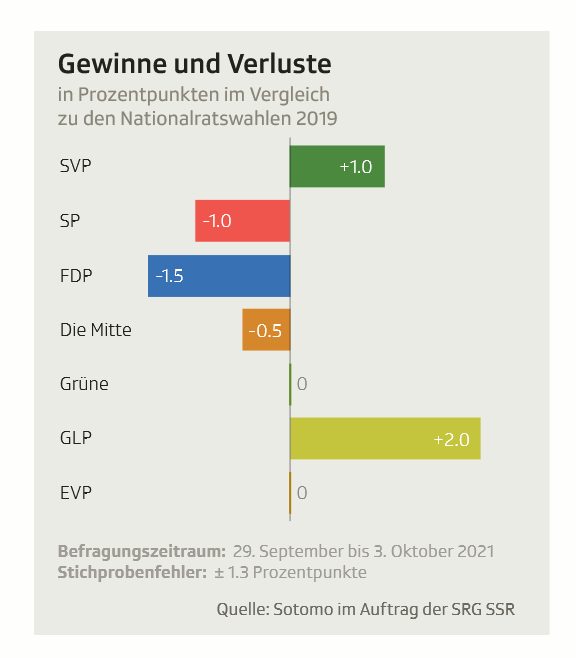 Gewinne und Verluste
in Prozentpunkten im Vergleich
zu den Nationalratswahlen 2019
SVP +1.0
SP -1.0
FDP -1.5
Die Mitte -0.5
Grüne 0
GLP +2.0
EVP 0
Befragungszeitraum: 29. September bis 3. Oktober 2021
Stichprobenfehler: ± 1.3 Prozentpunkte
Quelle: Sotomo im Auftrag der SRG SSR